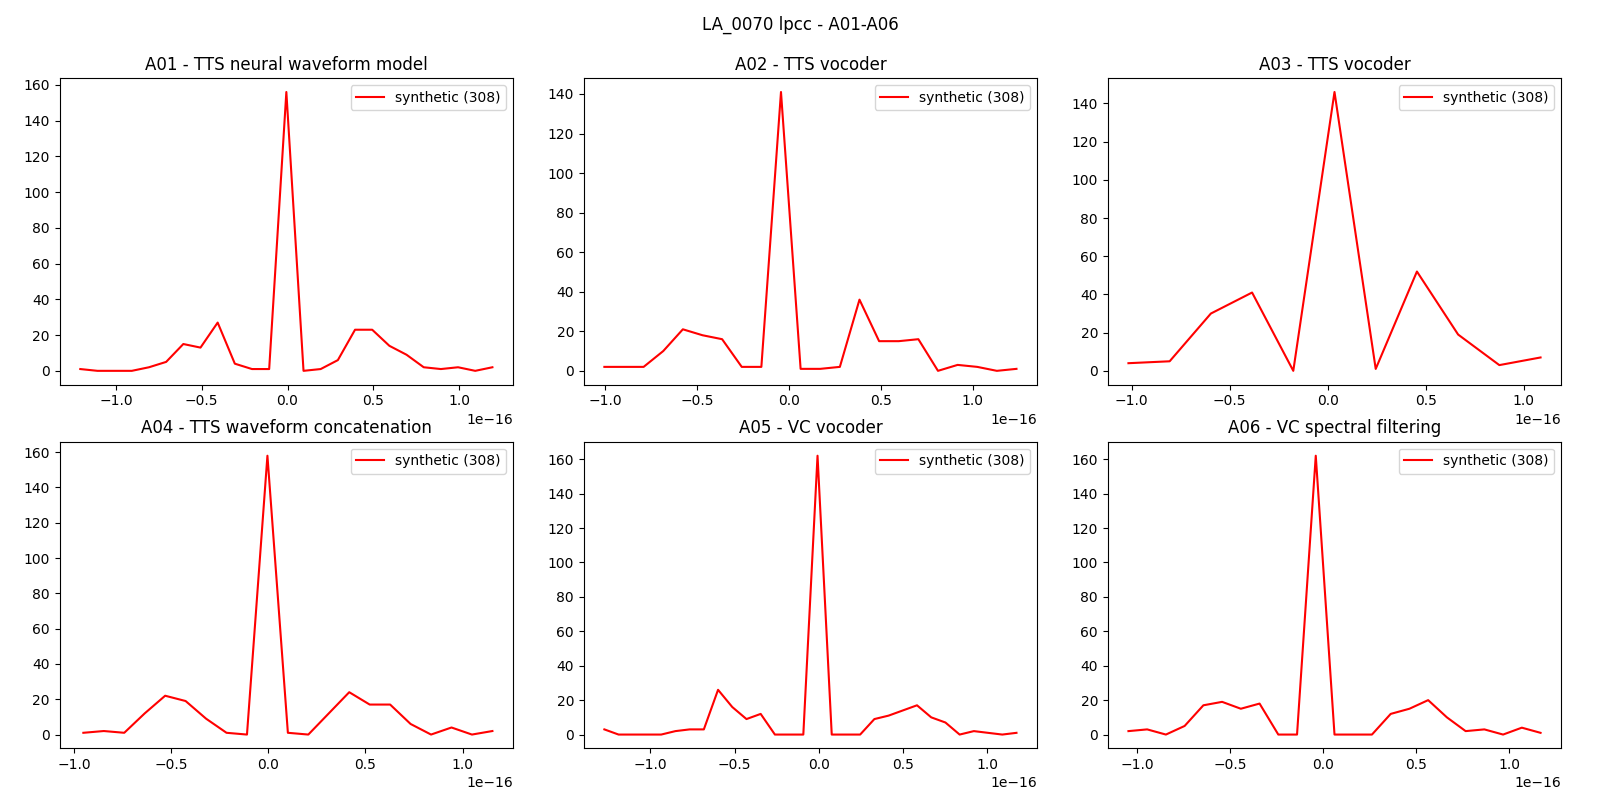 LA_0070 lpcc - A01-A06
A01 - TTS neural waveform model
160
140
120
100
80
60
40
20
0
synthetic (308)
−1.0 −0.5 0.0 0.5 1.0
1e−16
A02 - TTS vocoder
140
120
100
80
60
40
20
0
synthetic (308)
−1.0 −0.5 0.0 0.5 1.0
1e−16
A03 - TTS vocoder
140
120
100
80
60
40
20
0
synthetic (308)
−1.0 −0.5 0.0 0.5 1.0
1e−16
A04 - TTS waveform concatenation
160
140
120
100
80
60
40
20
0
synthetic (308)
−1.0 −0.5 0.0 0.5 1.0
1e−16
A05 - VC vocoder
160
140
120
100
80
60
40
20
0
synthetic (308)
−1.0 −0.5 0.0 0.5 1.0
1e−16
A06 - VC spectral filtering
160
140
120
100
80
60
40
20
0
synthetic (308)
−1.0 −0.5 0.0 0.5 1.0
1e−16